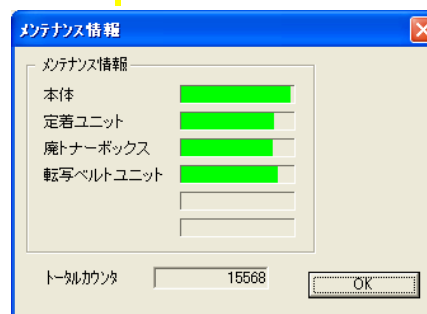 メンテナンス情報
メンテナンス情報
本体
定着ユニット
廃トナーボックス
転写ベルトユニット
トータルカウンタ 15568 OK